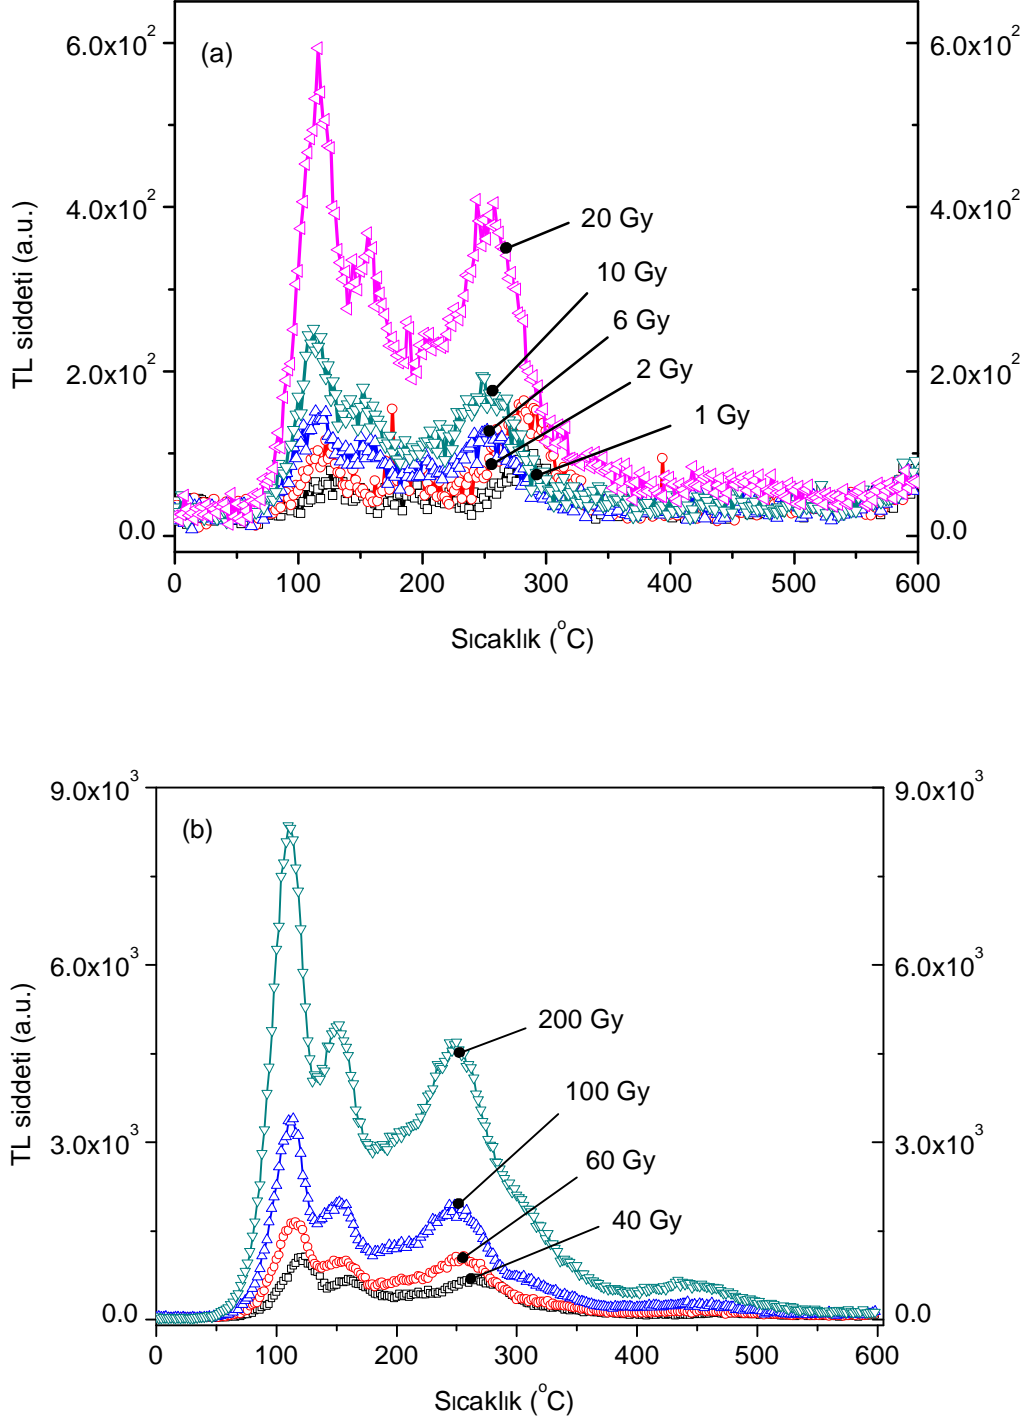 6.0x10² (a) 6.0x10²
4.0x10² 20 Gy 4.0x10²
10 Gy
6 Gy
2.0x10² 2 Gy 2.0x10²
1 Gy
0.0 0.0
TL siddeti (a.u.)
0 100 200 300 400 500 600
Sıcaklık (°C)
9.0x10³ 9.0x10³
(b)
6.0x10³ 6.0x10³
200 Gy
100 Gy
3.0x10³ 3.0x10³
60 Gy
40 Gy
0.0 0.0
TL siddeti (a.u.)
0 100 200 300 400 500 600
Sıcaklık (°C)